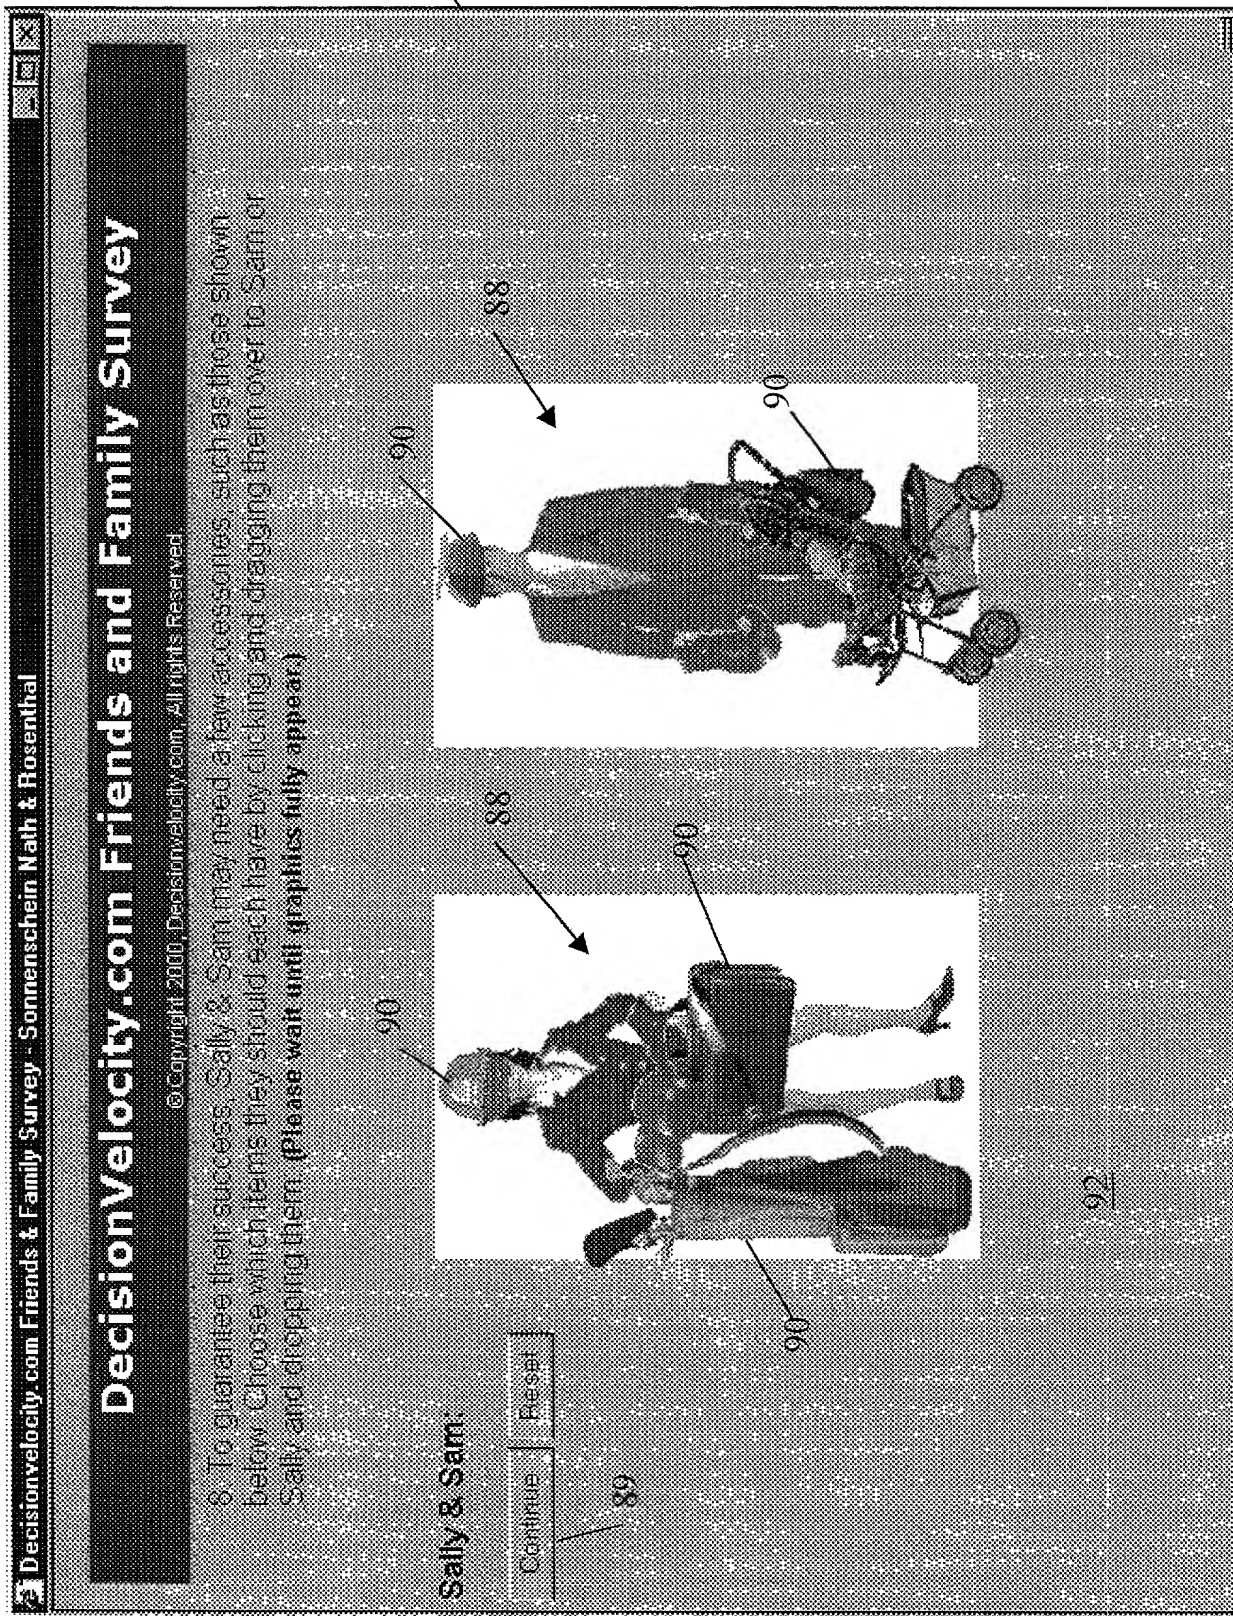 Decisionvelocity.com Friends & Family Survey - Sonnenschein Nath & Rosenthal
DecisionVelocity.com Friends and Family Survey
© Copyright 2000, Decisionvelocity.com, All rights Reserved.
8. To guarantee their success, Sally & Sam may need a few accessories, such as those shown
below. Choose which items they should each have by clicking and dragging them over to Sam or
Sally and dropping them. (Please wait until graphics fully appear)
Sally & Sam:
Continue Reset
89
90
88
90
90
90
88
90
92